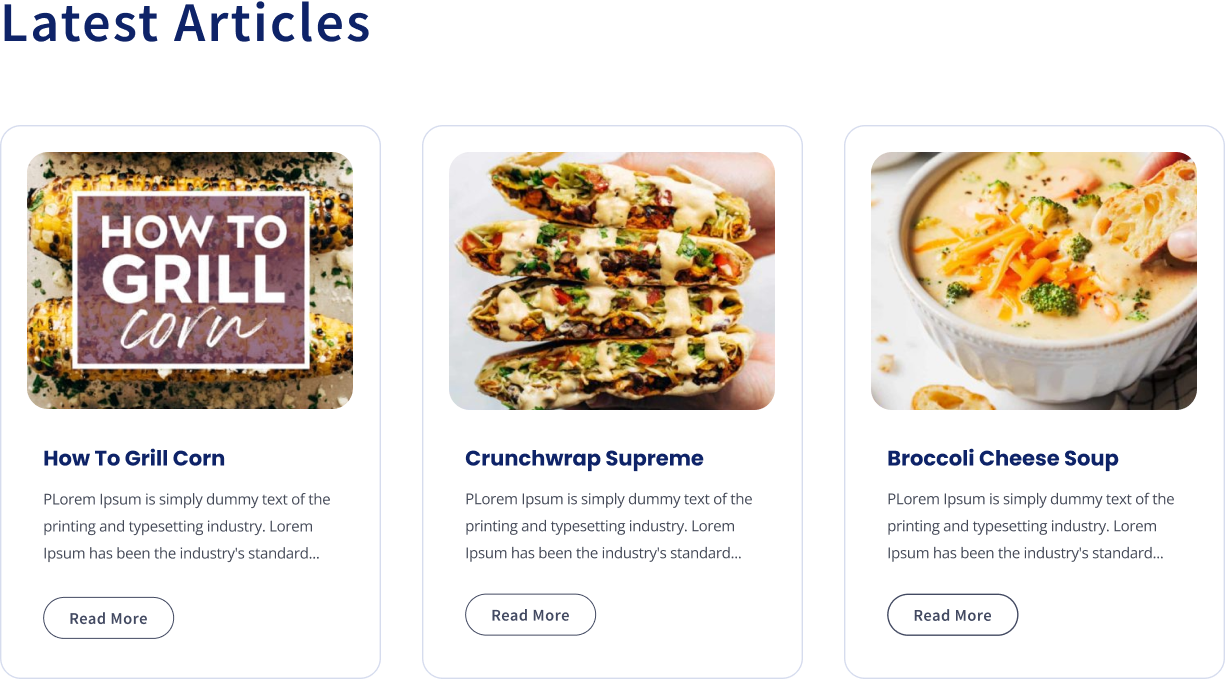 Latest Articles
HOW TO
GRILL
corn
How To Grill Corn
PLorem Ipsum is simply dummy text of the
printing and typesetting industry. Lorem
Ipsum has been the industry's standard...
Read More
Crunchwrap Supreme
PLorem Ipsum is simply dummy text of the
printing and typesetting industry. Lorem
Ipsum has been the industry's standard...
Read More
Broccoli Cheese Soup
PLorem Ipsum is simply dummy text of the
printing and typesetting industry. Lorem
Ipsum has been the industry's standard...
Read More